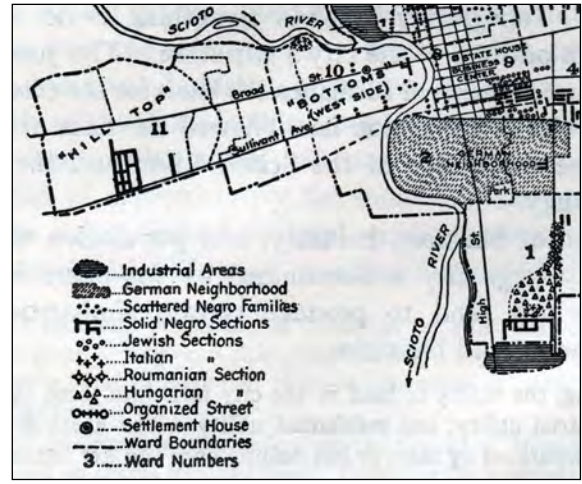 SCIOTO
RIVER
STATE HOUSE
BUSINESS
CENTER
9
4
8
10
St
Broad
"BOTTOMS"
(WEST SIDE)
HILL TOP
11
Sullivant Ave.
GERMAN
NEIGHBORHOOD
2
Park
RIVER
SCIOTO
High St.
1
Industrial Areas
German Neighborhood
Scattered Negro Families
Solid Negro Sections
Jewish Sections
Italian
Roumanian Section
Hungarian
Organized Street
Settlement House
Ward Boundaries
3 Ward Numbers